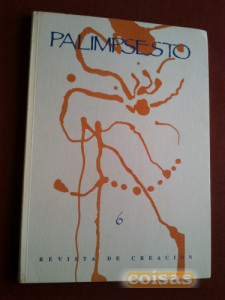 PALIMPSESTO
6
REVISTA DE CREACIÓN
coisas